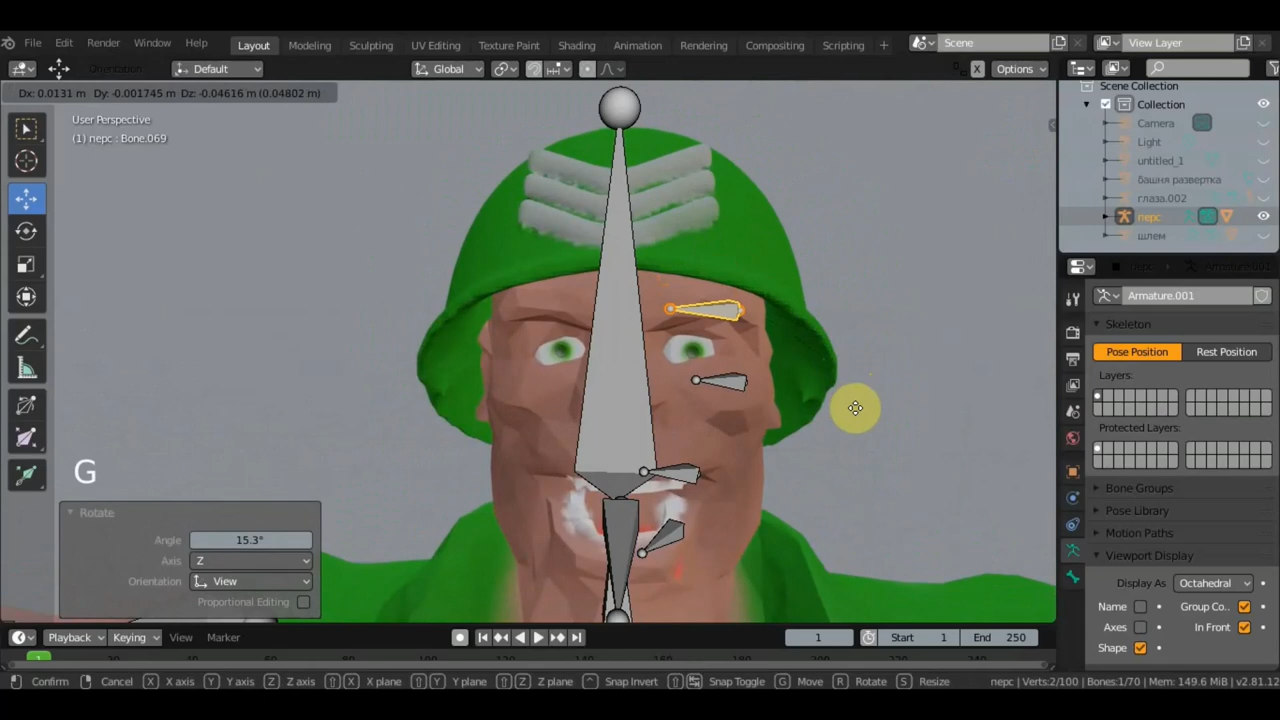 File Edit Render Window Help Layout Modeling Sculpting UV Editing Texture Paint Shading Animation Rendering Compositing Scripting + Scene View Layer
Orientation: Default Global X Options
Dx: 0.0131 m Dy: -0.001745 m Dz: -0.04616 m (0.04802 m)
User Perspective
(1) перс : Bone.069
Scene Collection
Collection
Camera
Light
untitled_1
башня развертка
глаза.002
перс
шлем
Armature.001
Skeleton
Pose Position Rest Position
Layers:
Protected Layers:
Bone Groups
Pose Library
Motion Paths
Viewport Display
Display As Octahedral
Name Group Co..
Axes In Front
Shape
G
Rotate
Angle 15.3°
Axis Z
Orientation View
Proportional Editing
Playback Keying View Marker 1 Start 1 End 250
1
Confirm Cancel X X axis Y Y axis Z Z axis X X plane Y Y plane Z Z plane ^ Snap Invert Snap Toggle G Move R Rotate S Resize перс | Verts:2/100 | Bones:1/70 | Mem: 149.6 MiB | v2.81.12